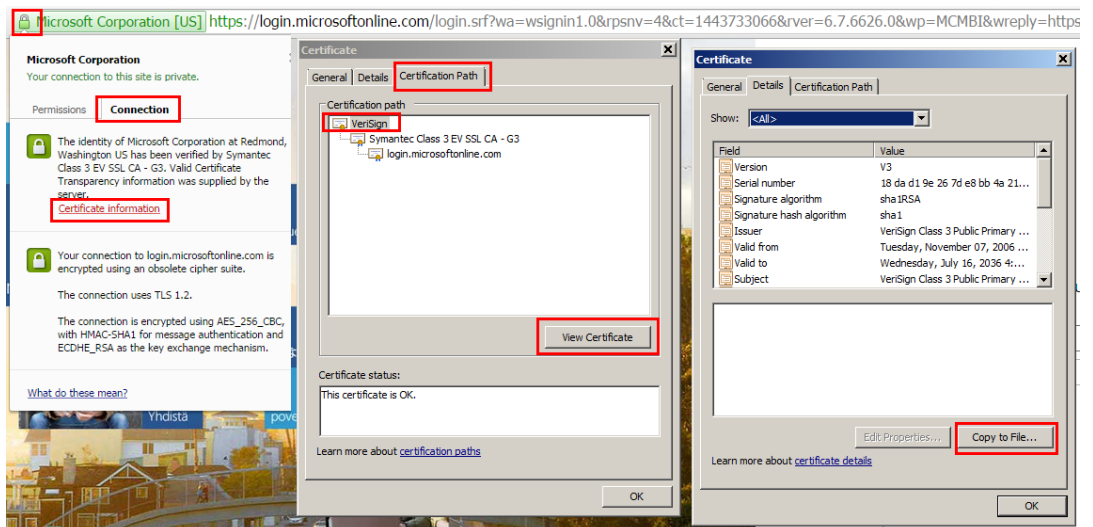 Microsoft Corporation [US] https://login.microsoftonline.com/login.srf?wa=wsignin1.0&rpsnv=4&ct=1443733066&rver=6.7.6626.0&wp=MCMBI&wreply=https
Microsoft Corporation
Your connection to this site is private.
Permissions Connection
The identity of Microsoft Corporation at Redmond,
Washington US has been verified by Symantec
Class 3 EV SSL CA - G3. Valid Certificate
Transparency information was supplied by the
server.
Certificate information
Your connection to login.microsoftonline.com is
encrypted using an obsolete cipher suite.
The connection uses TLS 1.2.
The connection is encrypted using AES_256_CBC,
with HMAC-SHA1 for message authentication and
ECDHE_RSA as the key exchange mechanism.
What do these mean?
Yhdistä
pove
Certificate
General Details Certification Path
Certification path
VeriSign
Symantec Class 3 EV SSL CA - G3
login.microsoftonline.com
View Certificate
Certificate status:
This certificate is OK.
Learn more about certification paths
OK
Certificate
General Details Certification Path
Show: <All>
Field Value
Version V3
Serial number 18 da d1 9e 26 7d e8 bb 4a 21...
Signature algorithm sha1RSA
Signature hash algorithm sha1
Issuer VeriSign Class 3 Public Primary ...
Valid from Tuesday, November 07, 2006 ...
Valid to Wednesday, July 16, 2036 4:...
Subject VeriSign Class 3 Public Primary ...
Edit Properties... Copy to File...
Learn more about certificate details
OK